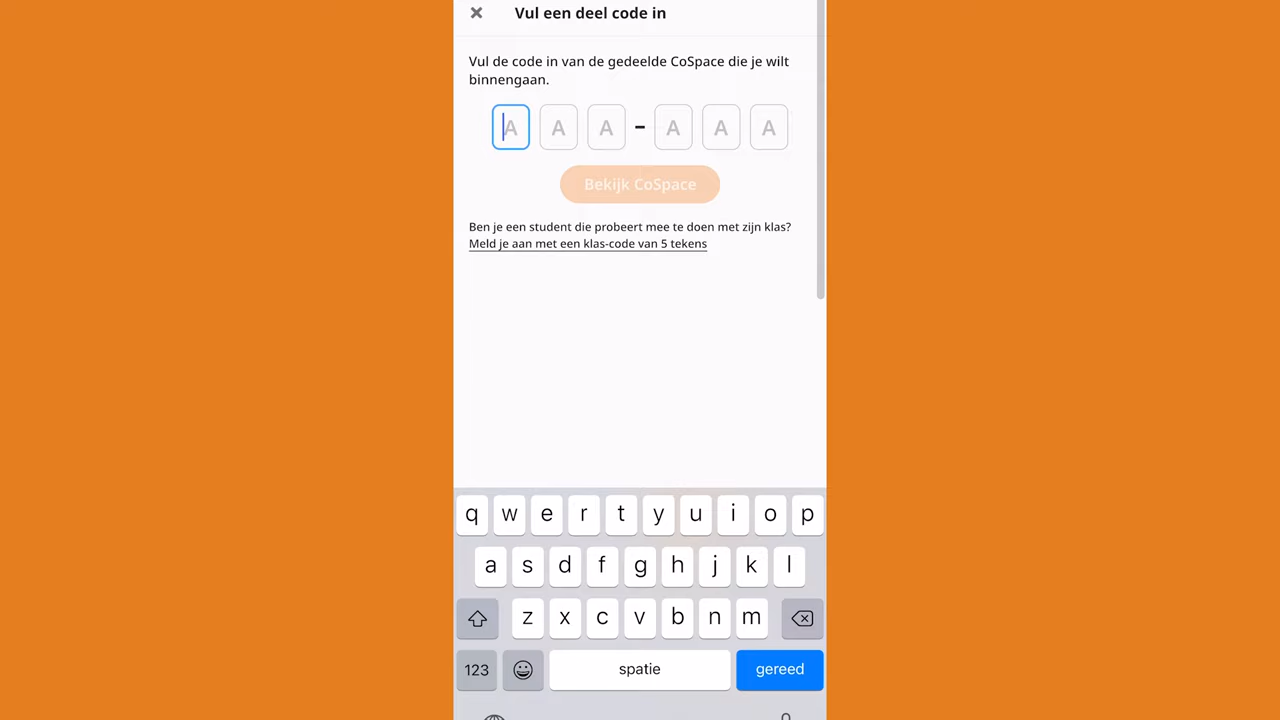 Vul een deel code in
Vul de code in van de gedeelde CoSpace die je wilt
binnengaan.
A A A - A A A
Bekijk CoSpace
Ben je een student die probeert mee te doen met zijn klas?
Meld je aan met een klas-code van 5 tekens
q w e r t y u i o p
a s d f g h j k l
z x c v b n m
123 spatie gereed